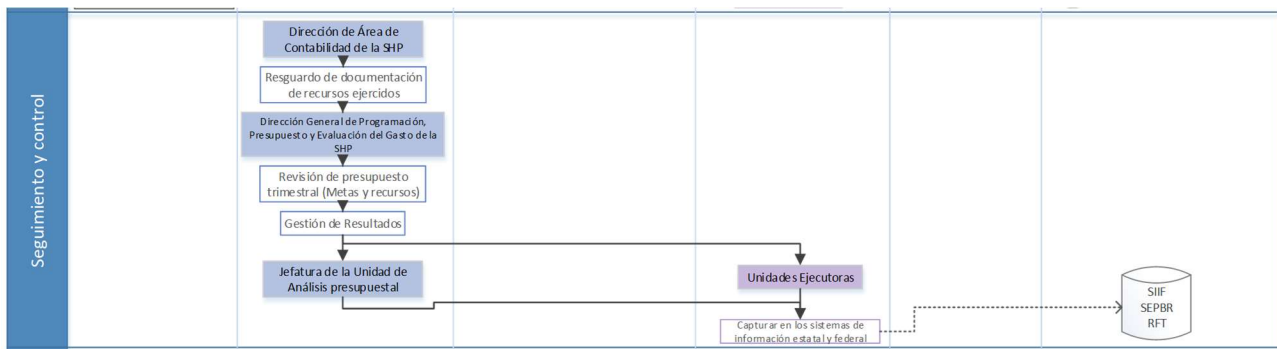 Seguimiento y control
Dirección de Área de
Contabilidad de la SHP
Resguardo de documentación
de recursos ejercidos
Dirección General de Programación,
Presupuesto y Evaluación del Gasto de la
SHP
Revisión de presupuesto
trimestral (Metas y recursos)
Gestión de Resultados
Jefatura de la Unidad de
Análisis presupuestal
Unidades Ejecutoras
Capturar en los sistemas de
información estatal y federal
SIIF
SEPBR
RFT